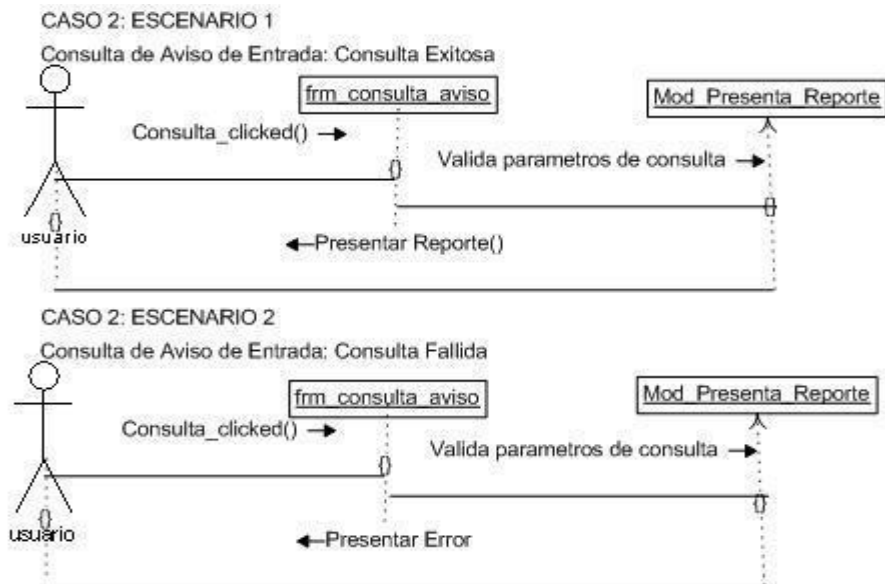 CASO 2: ESCENARIO 1
Consulta de Aviso de Entrada: Consulta Exitosa
frm_consulta_aviso
Mod_Presenta_Reporte
Consulta_clicked()
Valida parametros de consulta
{}
{}
{}
usuário
Presentar Reporte()
CASO 2: ESCENARIO 2
Consulta de Aviso de Entrada: Consulta Fallida
frm_consulta_aviso
Mod_Presenta_Reporte
Consulta_clicked()
Valida parametros de consulta
{}
{}
{}
usuário
Presentar Error